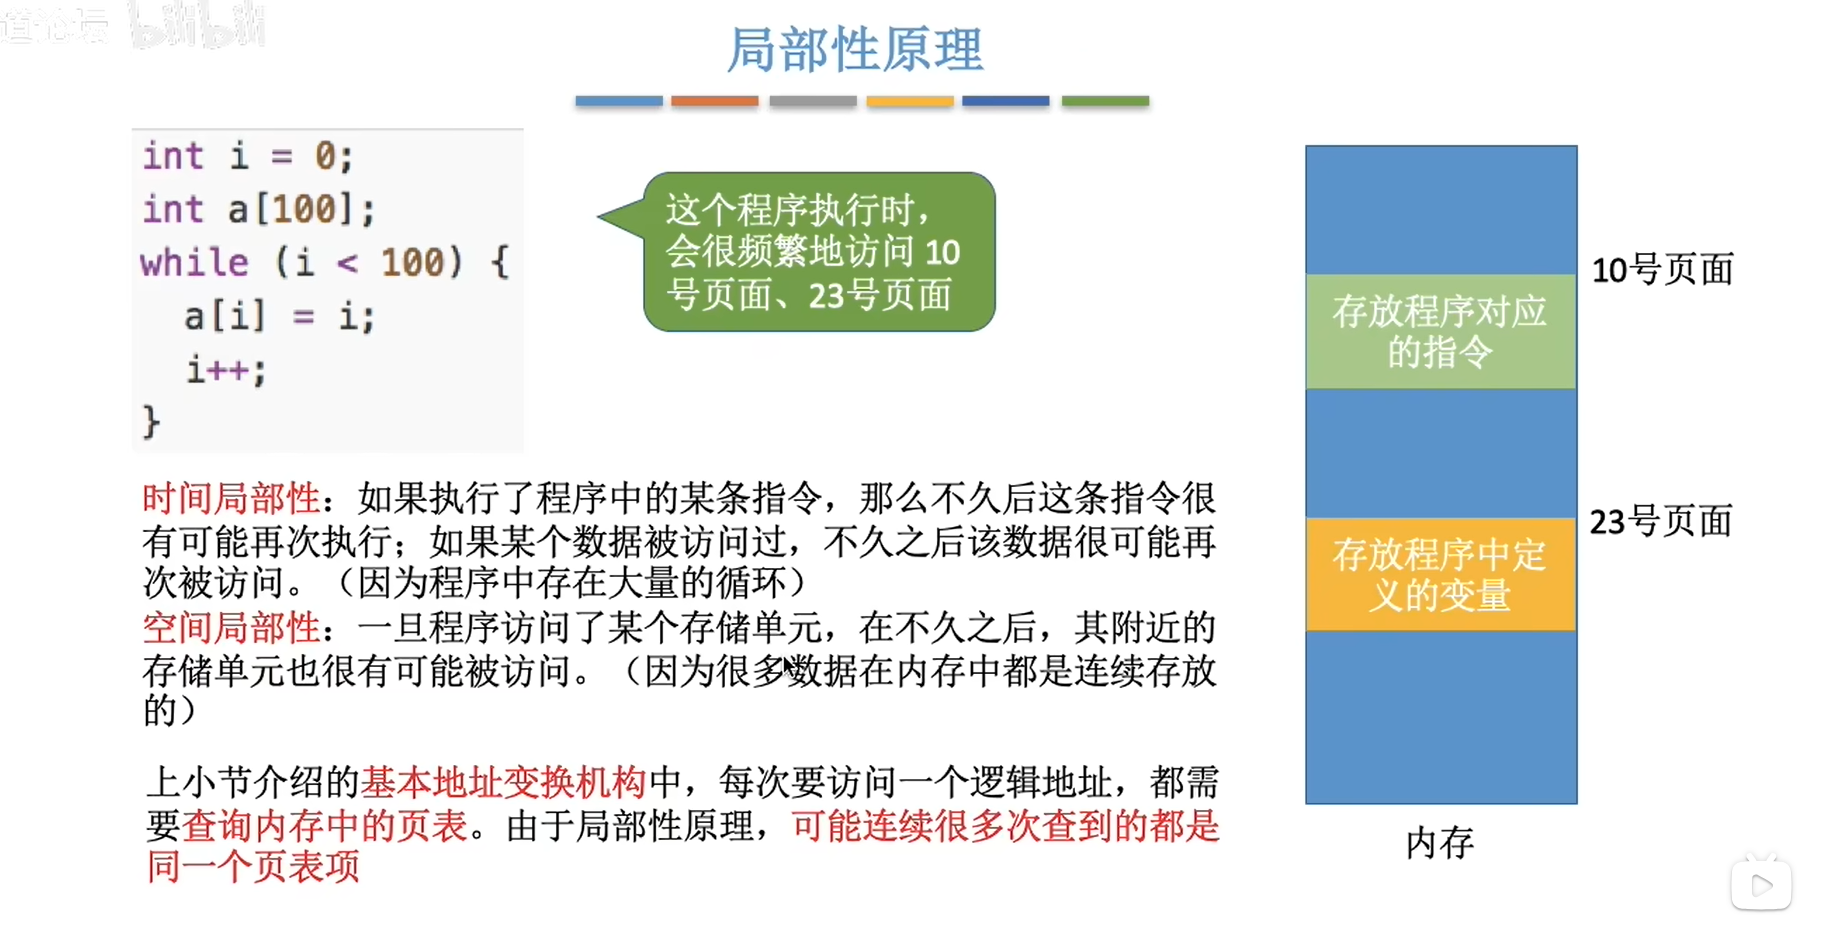 道论坛 bilibili
局部性原理
int i = 0;
int a[100];
while (i < 100) {
a[i] = i;
i++;
}
这个程序执行时，
会很频繁地访问 10
号页面、23号页面
10号页面
存放程序对应
的指令
23号页面
存放程序中定
义的变量
内存
时间局部性：如果执行了程序中的某条指令，那么不久后这条指令很
有可能再次执行；如果某个数据被访问过，不久之后该数据很可能再
次被访问。（因为程序中存在大量的循环）
空间局部性：一旦程序访问了某个存储单元，在不久之后，其附近的
存储单元也很有可能被访问。（因为很多数据在内存中都是连续存放
的）
上小节介绍的基本地址变换机构中，每次要访问一个逻辑地址，都需
要查询内存中的页表。由于局部性原理，可能连续很多次查到的都是
同一个页表项